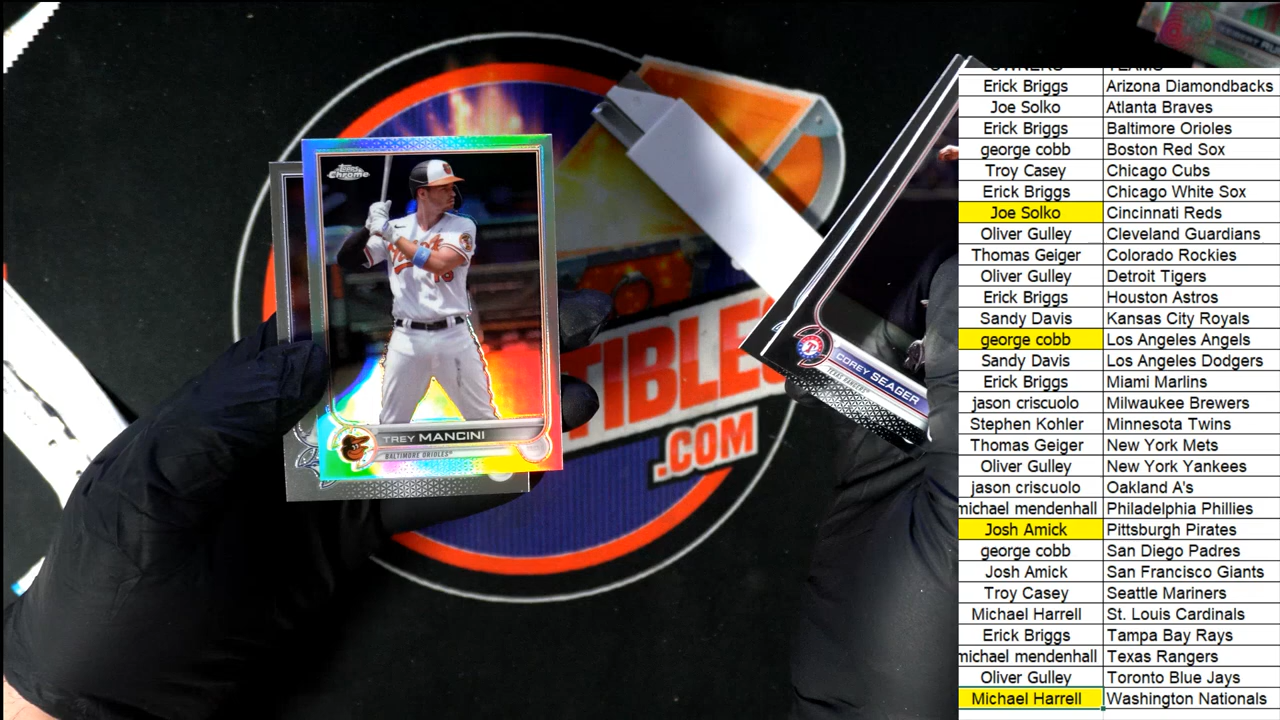 Topps
Chrome
TREY MANCINI
BALTIMORE ORIOLES
TIBLES
.COM
COREY SEAGER
TEXAS RANGERS
OWNERS TEAMS
Erick Briggs Arizona Diamondbacks
Joe Solko Atlanta Braves
Erick Briggs Baltimore Orioles
george cobb Boston Red Sox
Troy Casey Chicago Cubs
Erick Briggs Chicago White Sox
Joe Solko Cincinnati Reds
Oliver Gulley Cleveland Guardians
Thomas Geiger Colorado Rockies
Oliver Gulley Detroit Tigers
Erick Briggs Houston Astros
Sandy Davis Kansas City Royals
george cobb Los Angeles Angels
Sandy Davis Los Angeles Dodgers
Erick Briggs Miami Marlins
jason criscuolo Milwaukee Brewers
Stephen Kohler Minnesota Twins
Thomas Geiger New York Mets
Oliver Gulley New York Yankees
jason criscuolo Oakland A's
michael mendenhall Philadelphia Phillies
Josh Amick Pittsburgh Pirates
george cobb San Diego Padres
Josh Amick San Francisco Giants
Troy Casey Seattle Mariners
Michael Harrell St. Louis Cardinals
Erick Briggs Tampa Bay Rays
michael mendenhall Texas Rangers
Oliver Gulley Toronto Blue Jays
Michael Harrell Washington Nationals